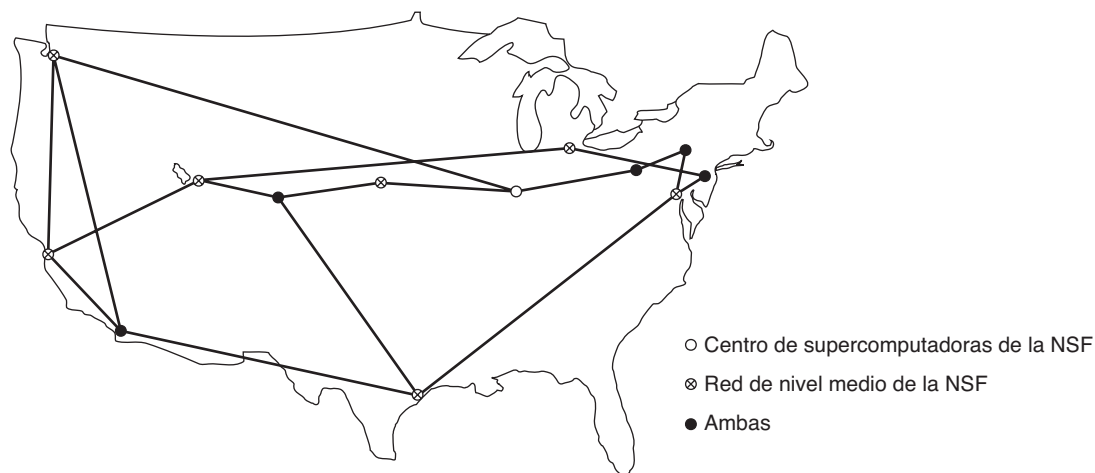 Centro de supercomputadoras de la NSF
Red de nivel medio de la NSF
Ambas